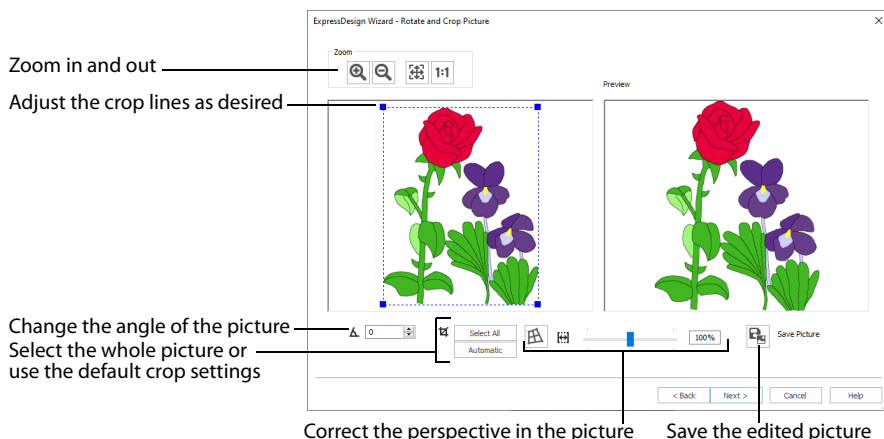 ExpressDesign Wizard - Rotate and Crop Picture
Zoom
Zoom in and out
1:1
Preview
Adjust the crop lines as desired
Change the angle of the picture
0
Select All
100%
Save Picture
Select the whole picture or
use the default crop settings
Automatic
< Back
Next >
Cancel
Help
Correct the perspective in the picture
Save the edited picture